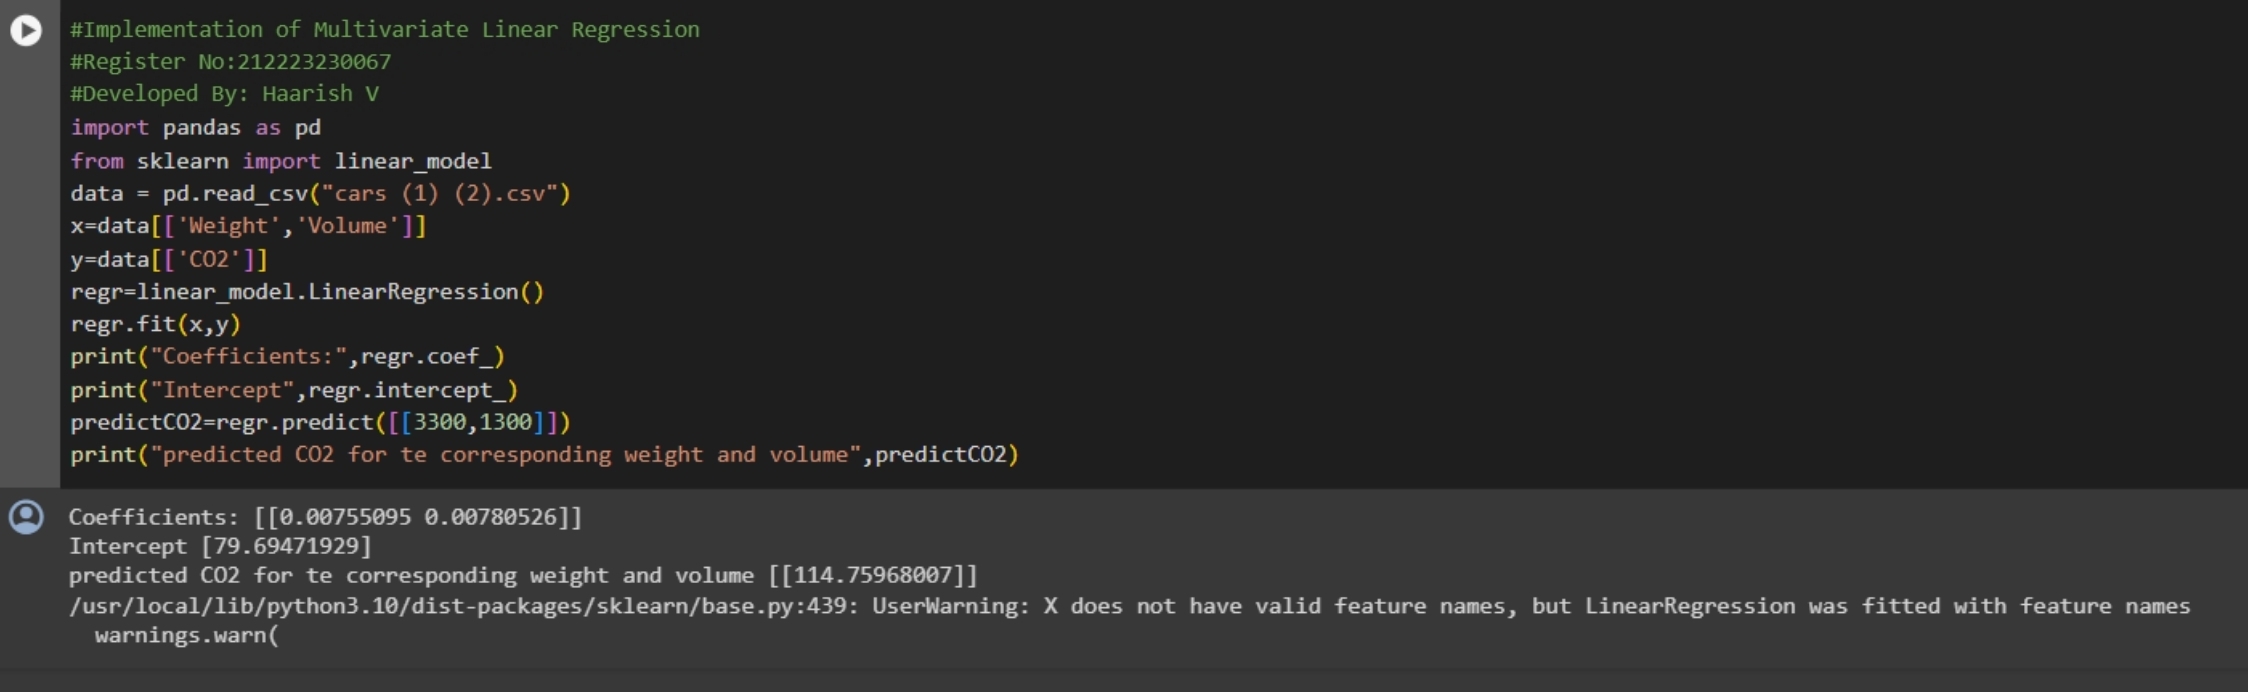 #Implementation of Multivariate Linear Regression
#Register No:212223230067
#Developed By: Haarish V
import pandas as pd
from sklearn import linear_model
data = pd.read_csv("cars (1) (2).csv")
x=data[['Weight','Volume']]
y=data[['CO2']]
regr=linear_model.LinearRegression()
regr.fit(x,y)
print("Coefficients:",regr.coef_)
print("Intercept",regr.intercept_)
predictCO2=regr.predict([[3300,1300]])
print("predicted CO2 for te corresponding weight and volume",predictCO2)
Coefficients: [[0.00755095 0.00780526]]
Intercept [79.69471929]
predicted CO2 for te corresponding weight and volume [[114.75968007]]
/usr/local/lib/python3.10/dist-packages/sklearn/base.py:439: UserWarning: X does not have valid feature names, but LinearRegression was fitted with feature names
  warnings.warn(